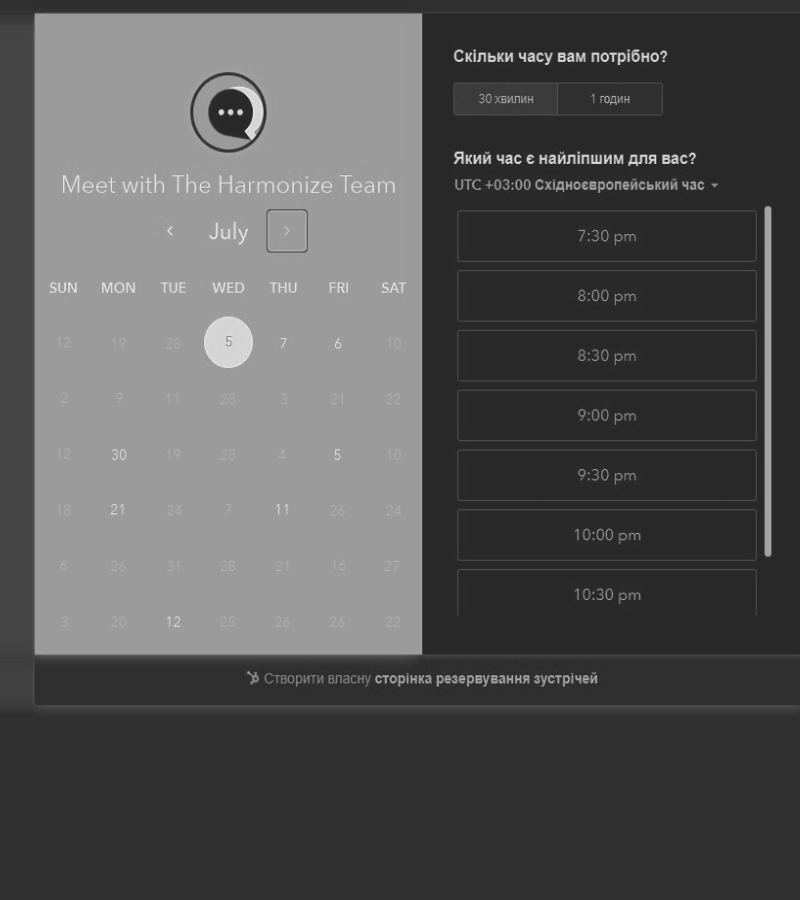 Meet with The Harmonize Team
July
SUN MON TUE WED THU FRI SAT
12 19 28 5 7 6 10
2 9 11 28 3 21 22
12 30 19 28 4 5 10
18 21 24 7 11 26 24
6 26 31 28 21 16 27
3 20 12 25 26 26 22
Скільки часу вам потрібно?
30 хвилин 1 годин
Який час є найліпшим для вас?
UTC +03:00 Східноєвропейський час
7:30 pm
8:00 pm
8:30 pm
9:00 pm
9:30 pm
10:00 pm
10:30 pm
Створити власну сторінка резервування зустрічей